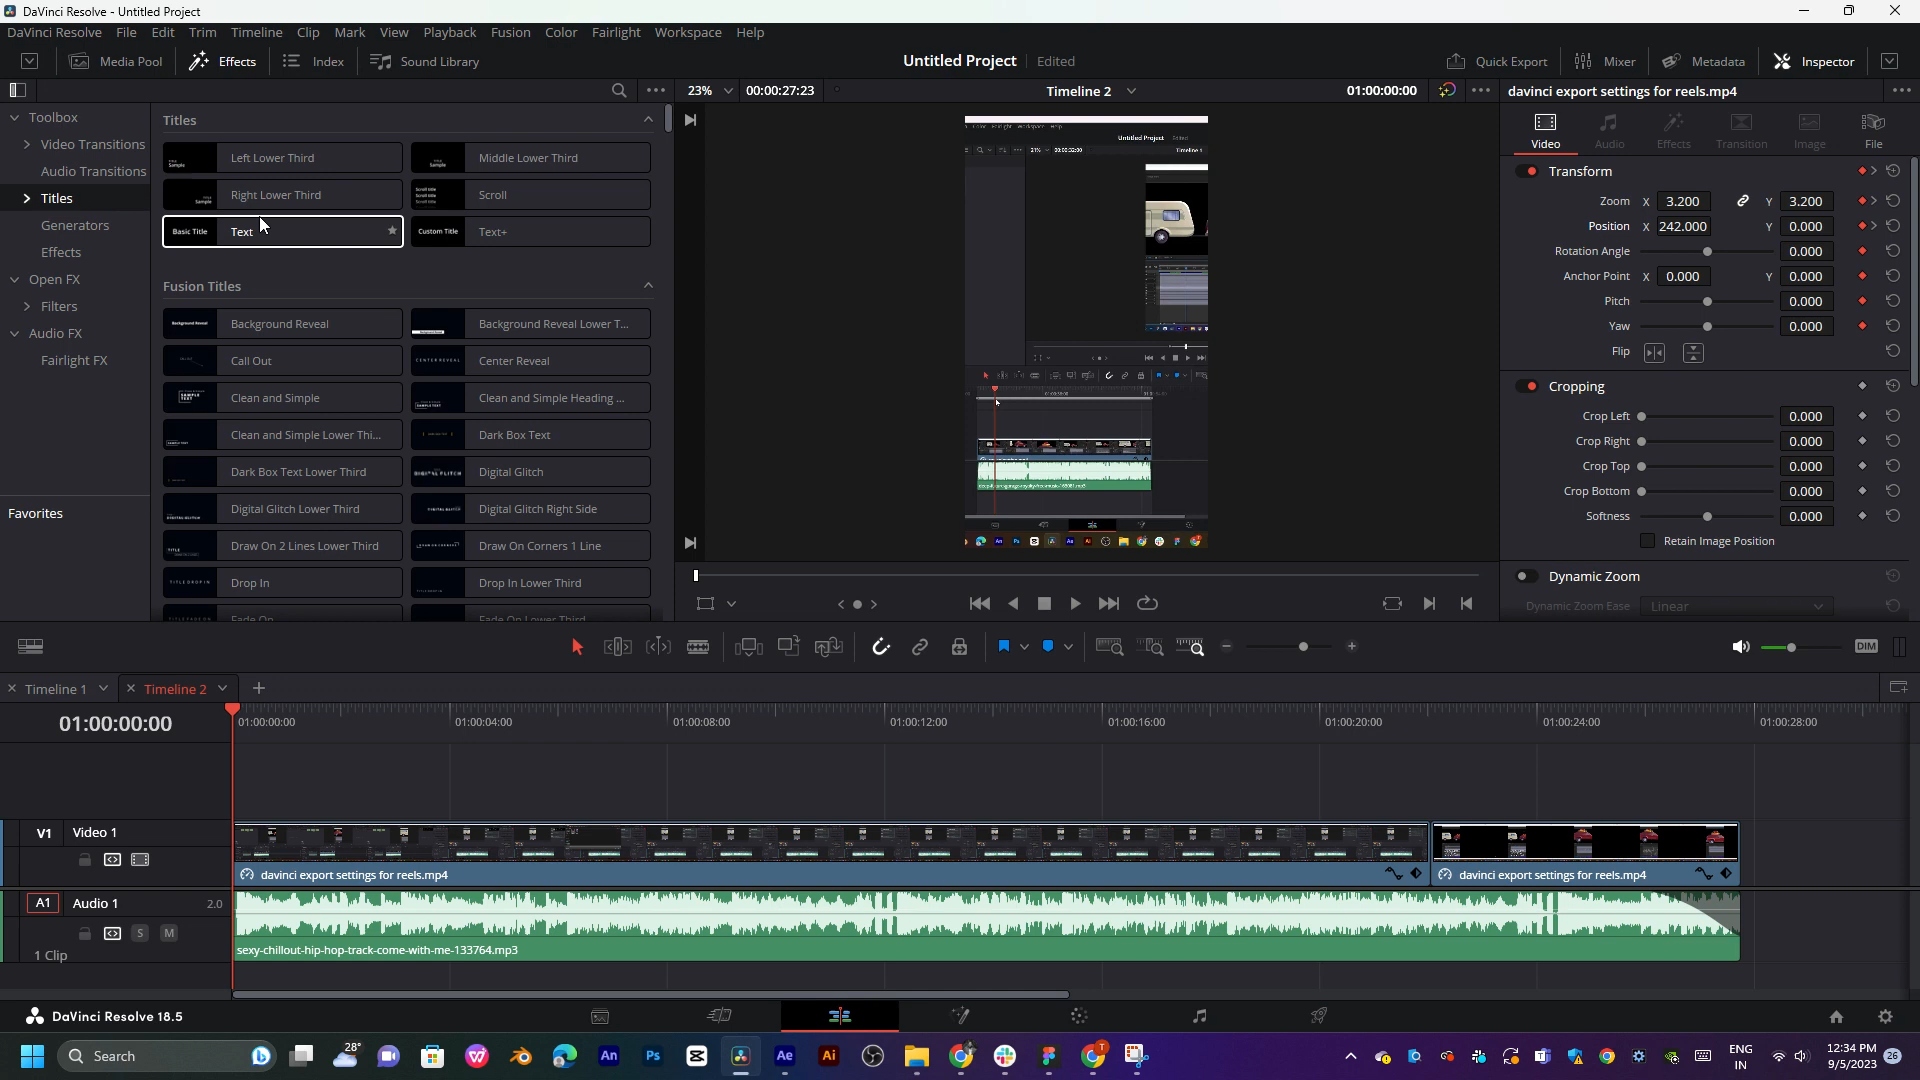 DaVinci Resolve - Untitled Project
DaVinci Resolve File Edit Trim Timeline Clip Mark View Playback Fusion Color Fairlight Workspace Help
Media Pool Effects Index Sound Library Untitled Project Edited Quick Export Mixer Metadata Inspector
23% 00:00:27:23 Timeline 2 01:00:00:00 davinci export settings for reels.mp4
Video Audio Effects Transition Image File
Toolbox
Video Transitions
Audio Transitions
Titles
Generators
Effects
Open FX
Filters
Audio FX
Fairlight FX
Favorites
Titles
Left Lower Third Middle Lower Third
Right Lower Third Scroll
Basic Title Text Custom Title Text+
Fusion Titles
Background Reveal Background Reveal Lower T...
Call Out Center Reveal
Clean and Simple Clean and Simple Heading ...
Clean and Simple Lower Thi... Dark Box Text
Dark Box Text Lower Third Digital Glitch
Digital Glitch Lower Third Digital Glitch Right Side
Draw On 2 Lines Lower Third Draw On Corners 1 Line
Drop In Drop In Lower Third
Fade On Fade On Lower Third
Untitled Project Edited
Transform
Zoom X 3.200 Y 3.200
Position X 242.000 Y 0.000
Rotation Angle 0.000
Anchor Point X 0.000 Y 0.000
Pitch 0.000
Yaw 0.000
Flip
Cropping
Crop Left 0.000
Crop Right 0.000
Crop Top 0.000
Crop Bottom 0.000
Softness 0.000
Retain Image Position
Dynamic Zoom
Dynamic Zoom Ease Linear
DIM
Timeline 1 Timeline 2
01:00:00:00 01:00:00:00 01:00:04:00 01:00:08:00 01:00:12:00 01:00:16:00 01:00:20:00 01:00:24:00 01:00:28:00
V1 Video 1
davinci export settings for reels.mp4 davinci export settings for reels.mp4
A1 Audio 1 2.0
S M
1 Clip
sexy-chillout-hip-hop-track-come-with-me-133764.mp3
DaVinci Resolve 18.5
Search 28° An Ps Ae Ai ENG IN 12:34 PM 9/5/2023 26